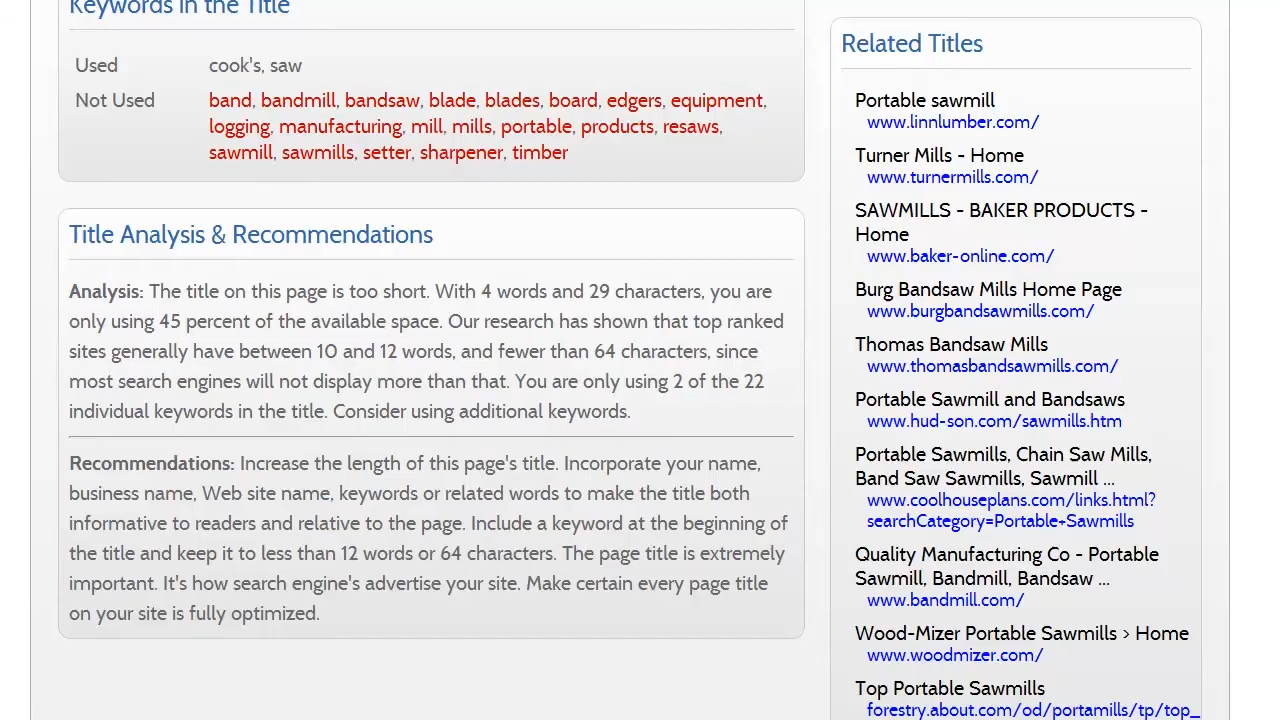 Keywords in the Title
Used cook's, saw
Not Used band, bandmill, bandsaw, blade, blades, board, edgers, equipment,
logging, manufacturing, mill, mills, portable, products, resaws,
sawmill, sawmills, setter, sharpener, timber
Title Analysis & Recommendations
Analysis: The title on this page is too short. With 4 words and 29 characters, you are
only using 45 percent of the available space. Our research has shown that top ranked
sites generally have between 10 and 12 words, and fewer than 64 characters, since
most search engines will not display more than that. You are only using 2 of the 22
individual keywords in the title. Consider using additional keywords.
Recommendations: Increase the length of this page's title. Incorporate your name,
business name, Web site name, keywords or related words to make the title both
informative to readers and relative to the page. Include a keyword at the beginning of
the title and keep it to less than 12 words or 64 characters. The page title is extremely
important. It's how search engine's advertise your site. Make certain every page title
on your site is fully optimized.
Related Titles
Portable sawmill
www.linnlumber.com/
Turner Mills - Home
www.turnermills.com/
SAWMILLS - BAKER PRODUCTS -
Home
www.baker-online.com/
Burg Bandsaw Mills Home Page
www.burgbandsawmills.com/
Thomas Bandsaw Mills
www.thomasbandsawmills.com/
Portable Sawmill and Bandsaws
www.hud-son.com/sawmills.htm
Portable Sawmills, Chain Saw Mills,
Band Saw Sawmills, Sawmill ...
www.coolhouseplans.com/links.html?
searchCategory=Portable+Sawmills
Quality Manufacturing Co - Portable
Sawmill, Bandmill, Bandsaw ...
www.bandmill.com/
Wood-Mizer Portable Sawmills > Home
www.woodmizer.com/
Top Portable Sawmills
forestry.about.com/od/portamills/tp/top_